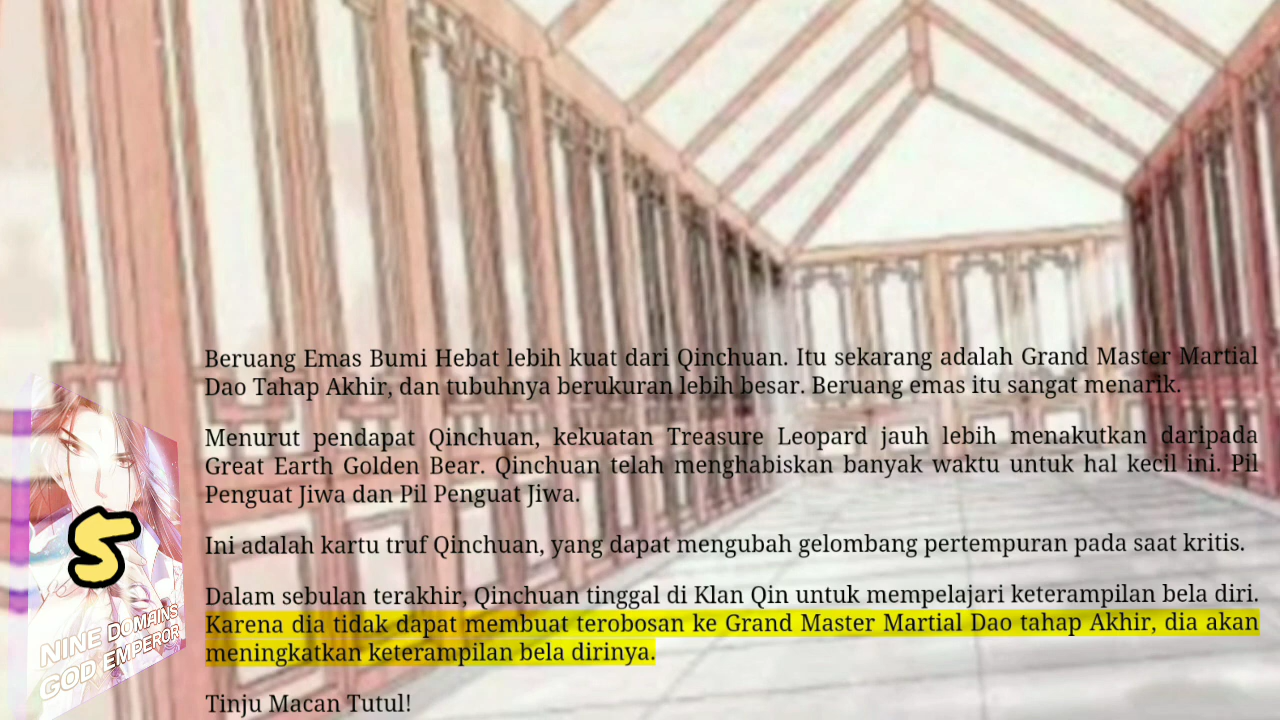 Beruang Emas Bumi Hebat lebih kuat dari Qinchuan. Itu sekarang adalah Grand Master Martial
Dao Tahap Akhir, dan tubuhnya berukuran lebih besar. Beruang emas itu sangat menarik.
Menurut pendapat Qinchuan, kekuatan Treasure Leopard jauh lebih menakutkan daripada
Great Earth Golden Bear. Qinchuan telah menghabiskan banyak waktu untuk hal kecil ini. Pil
Penguat Jiwa dan Pil Penguat Jiwa.
Ini adalah kartu truf Qinchuan, yang dapat mengubah gelombang pertempuran pada saat kritis.
Dalam sebulan terakhir, Qinchuan tinggal di Klan Qin untuk mempelajari keterampilan bela diri.
Karena dia tidak dapat membuat terobosan ke Grand Master Martial Dao tahap Akhir, dia akan
meningkatkan keterampilan bela dirinya.
Tinju Macan Tutul!
5
NINE DOMAINS
GOD EMPEROR